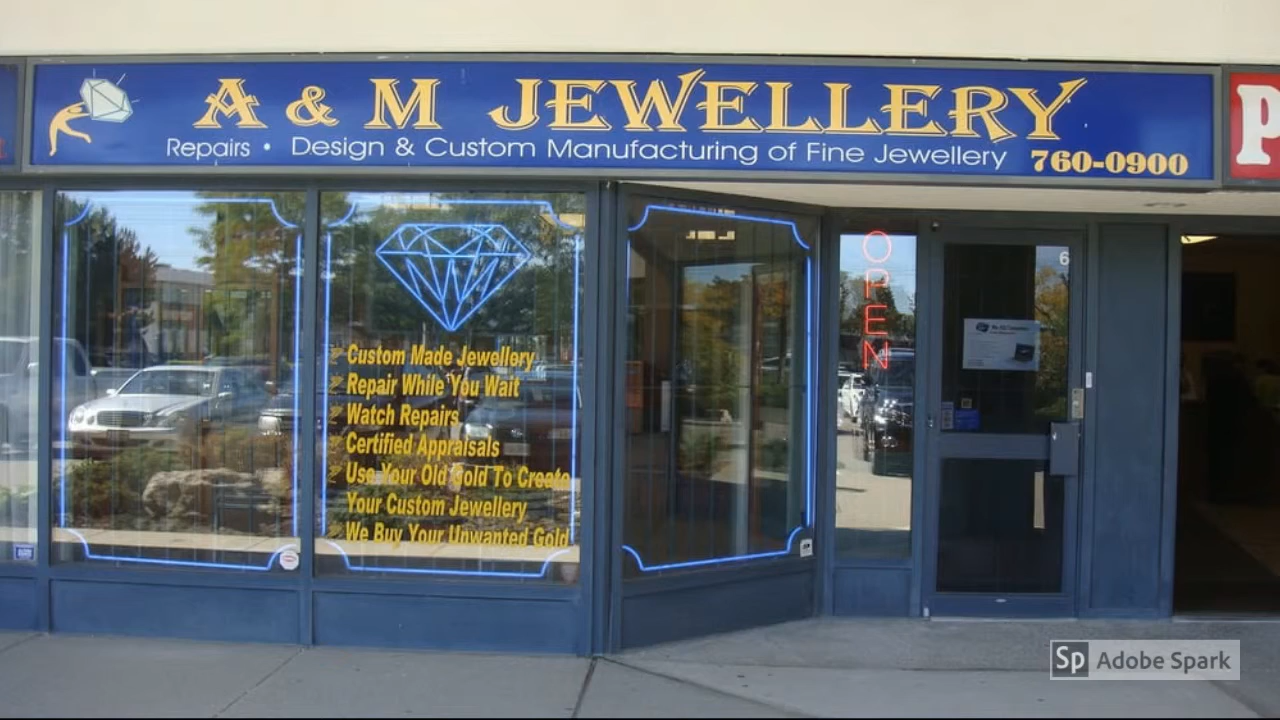 A & M JEWELLERY
Repairs • Design & Custom Manufacturing of Fine Jewellery 760-0900
P
OPEN
6
Custom Made Jewellery
Repair While You Wait
Watch Repairs
Certified Appraisals
Use Your Old Gold To Create
Your Custom Jewellery
We Buy Your Unwanted Gold
Sp Adobe Spark